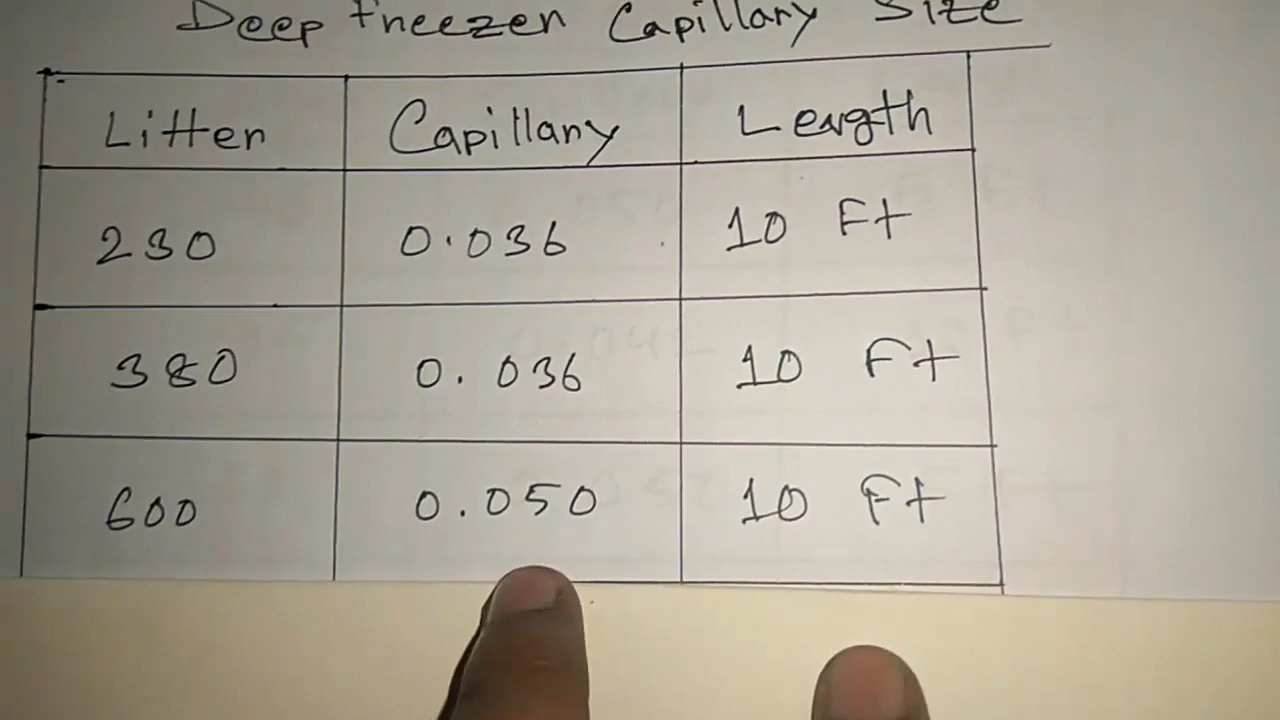 Deep Freezer Capillary Size
Litter Capillary Length
230 0.036 10 Ft
380 0.036 10 Ft
600 0.050 10 Ft